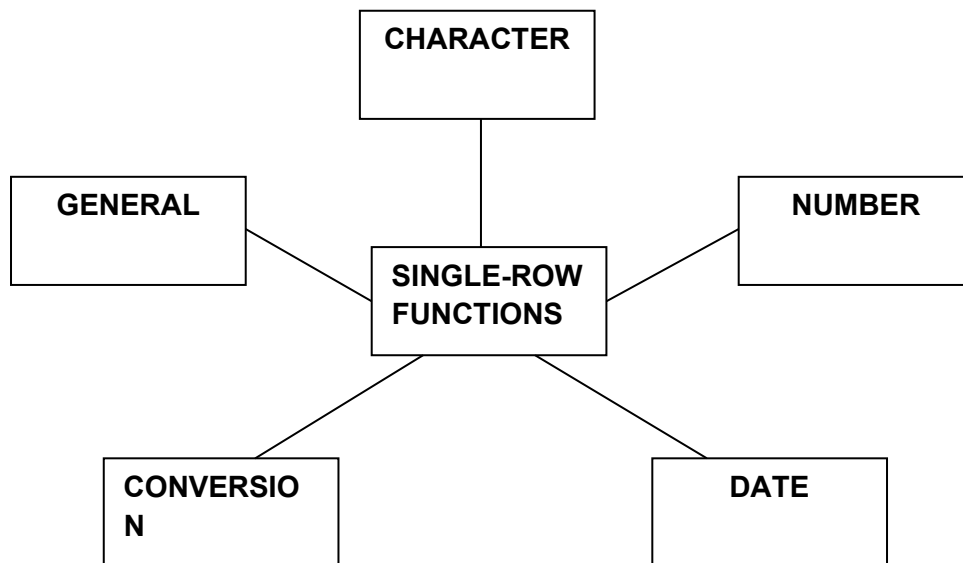 CHARACTER
GENERAL
NUMBER
SINGLE-ROW
FUNCTIONS
CONVERSIO
N
DATE